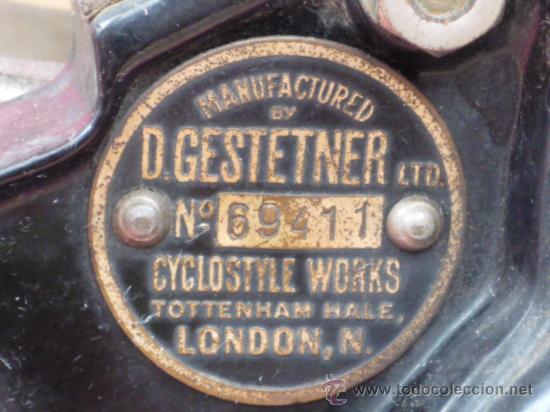 MANUFACTURED
BY
D. GESTETNER LTD.
No 69411
CYCLOSTYLE WORKS
TOTTENHAM HALE,
LONDON, N.
© www.todocoleccion.net